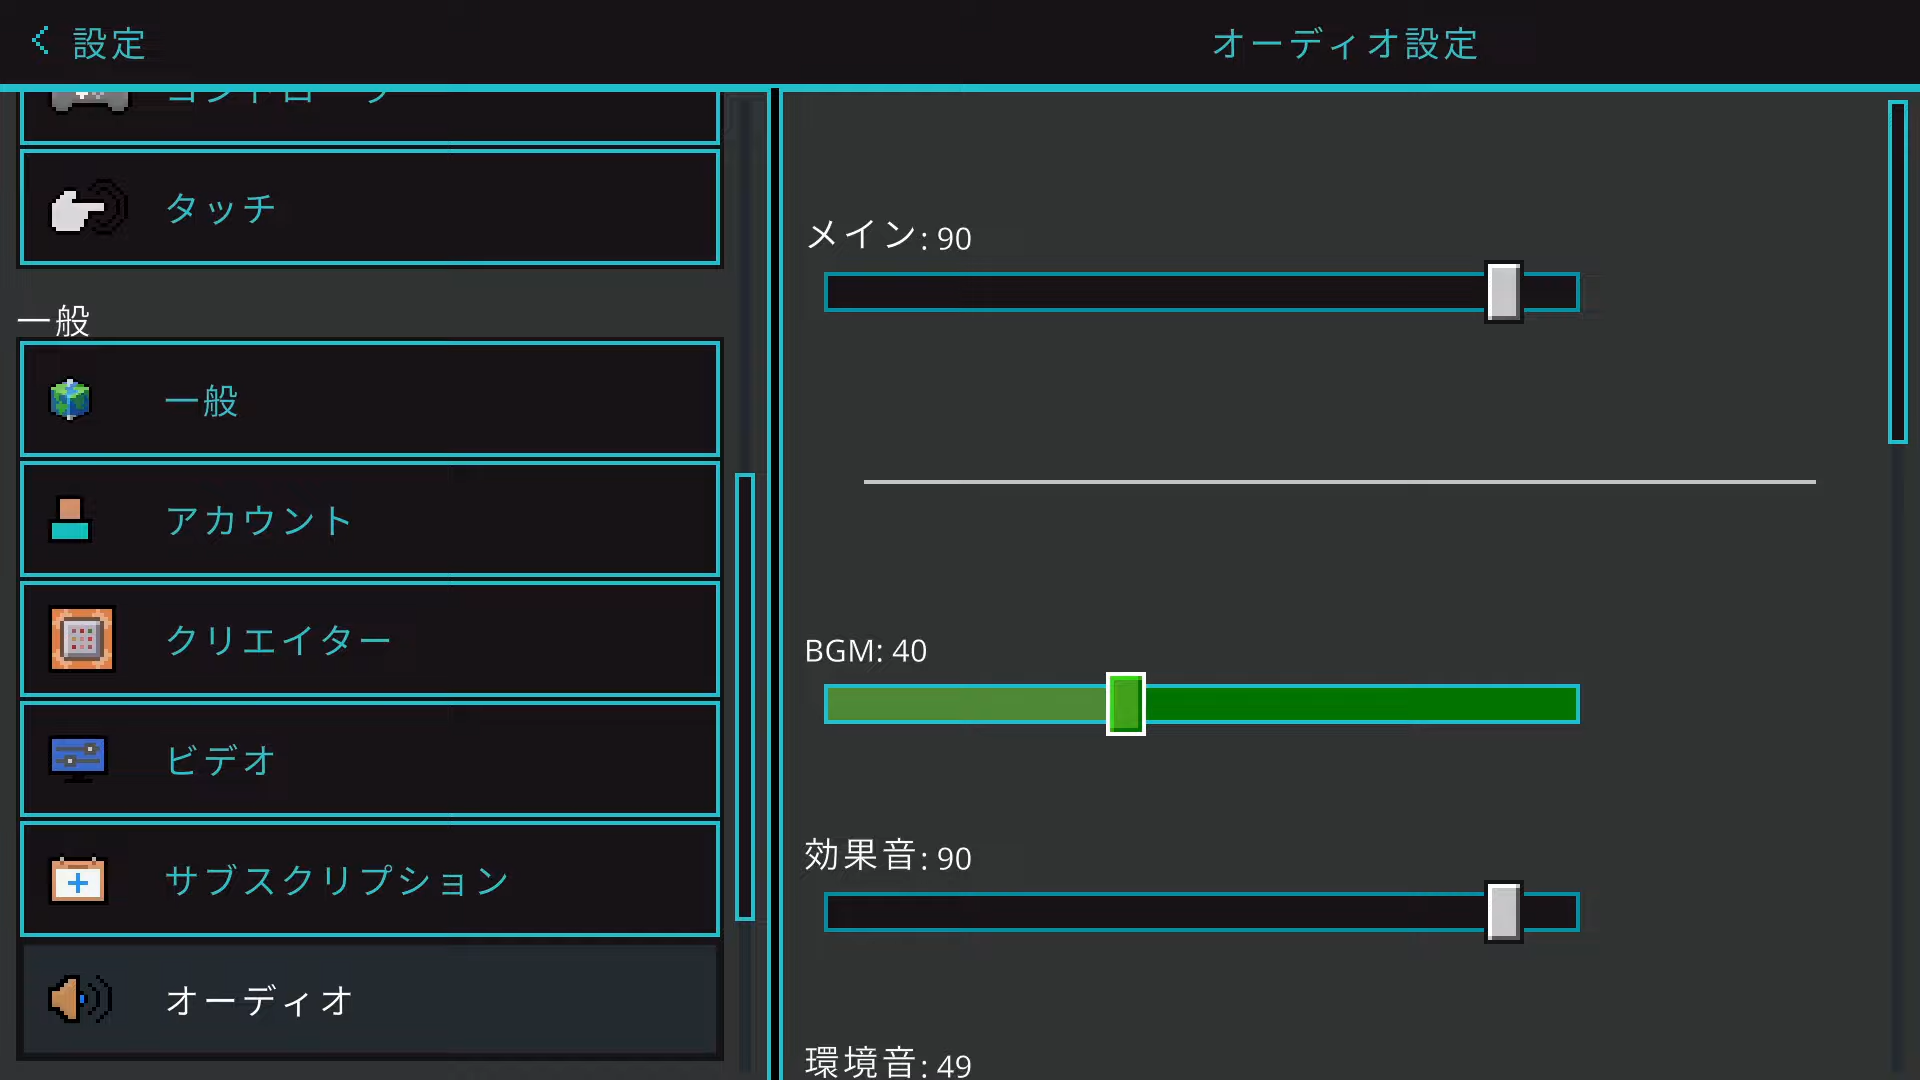 設定
オーディオ設定
タッチ
一般
一般
アカウント
クリエイター
ビデオ
サブスクリプション
オーディオ
メイン: 90
BGM: 40
効果音: 90
環境音: 49